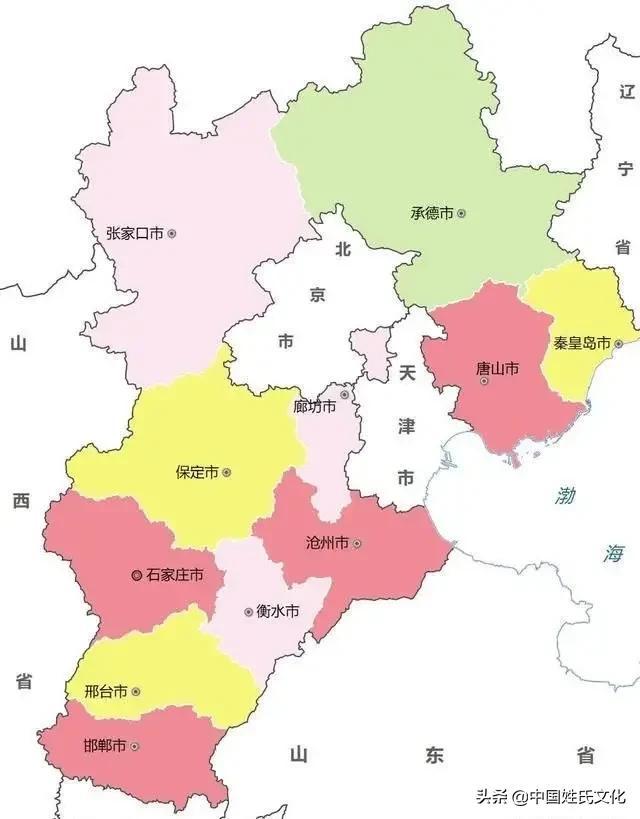 辽宁省
承德市
张家口市
北京市
秦皇岛市
山西省
唐山市
天津市
廊坊市
保定市
渤海
沧州市
石家庄市
衡水市
邢台市
邯郸市
山东省
头条 @中国姓氏文化